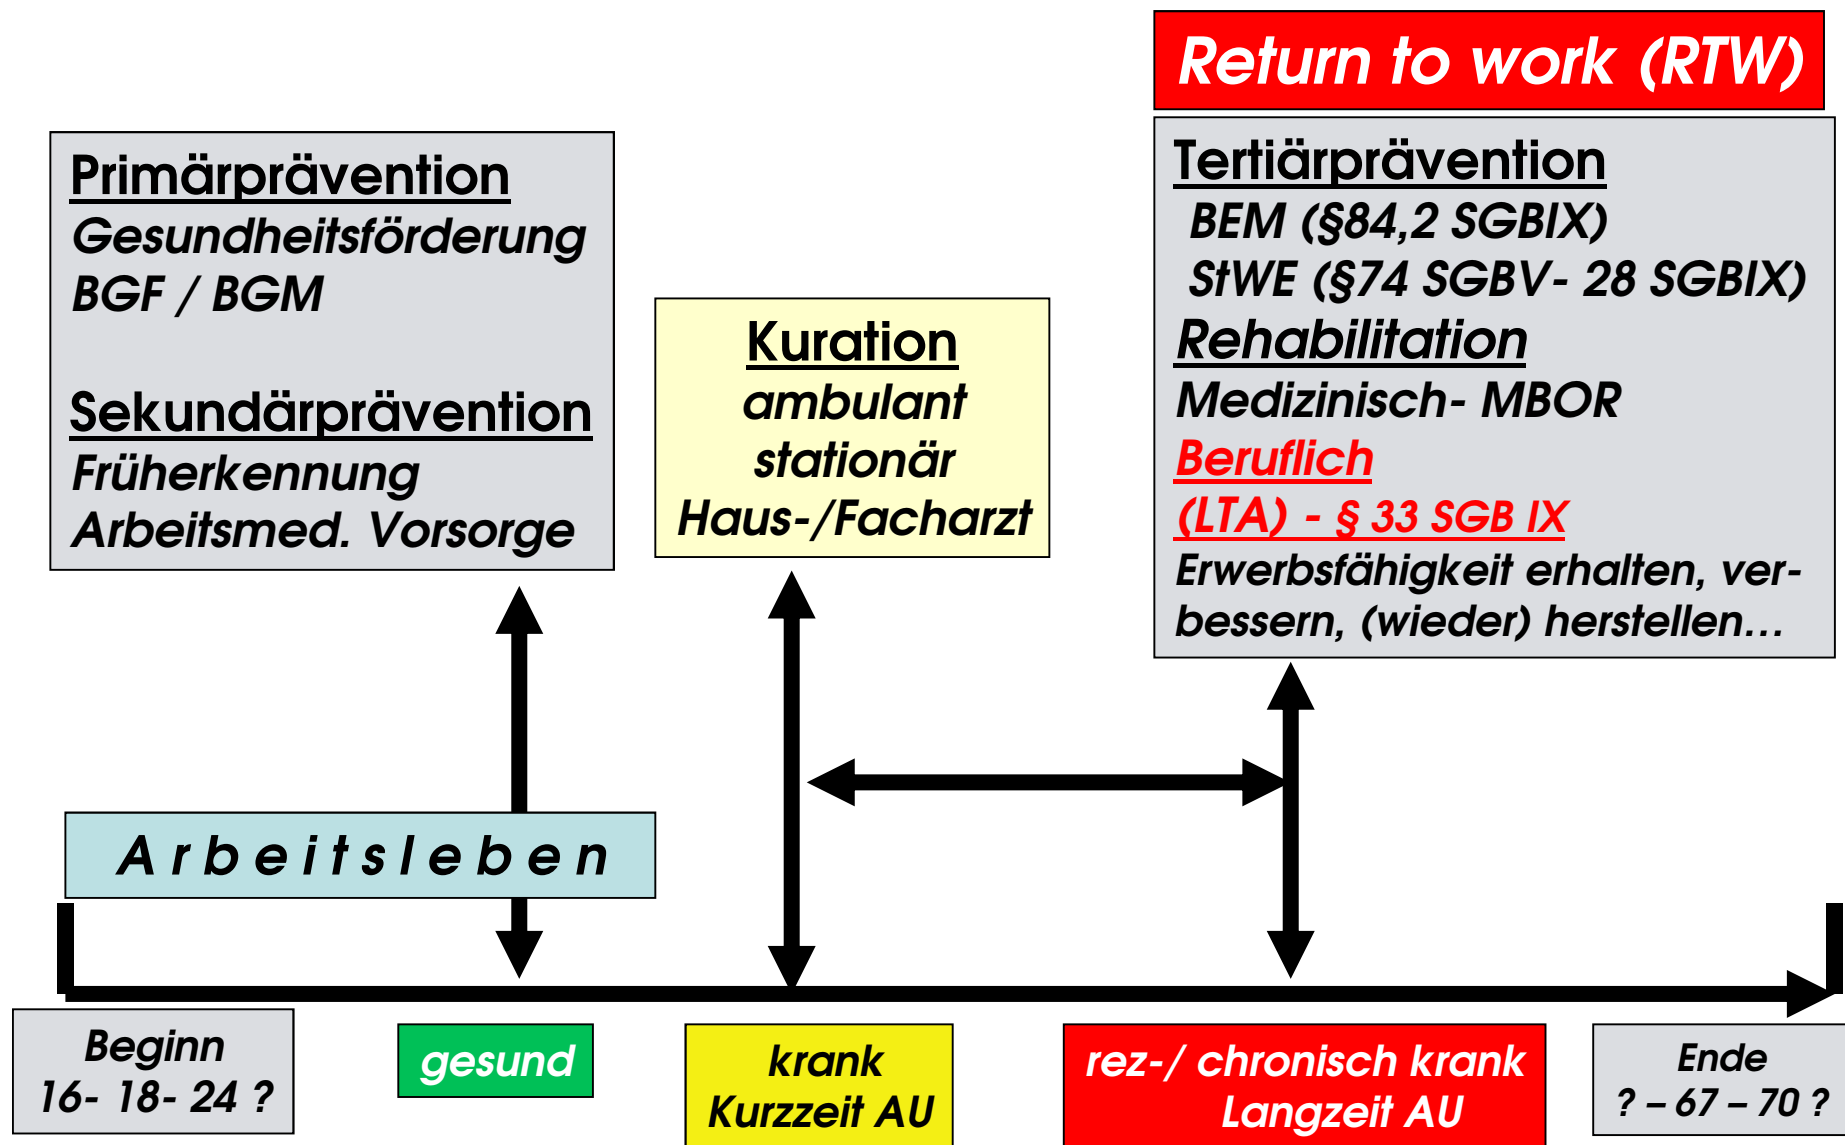 Return to work (RTW)
Primärprävention
Gesundheitsförderung
BGF / BGM
Sekundärprävention
Früherkennung
Arbeitsmed. Vorsorge
Kuration
ambulant
stationär
Haus-/Facharzt
Tertiärprävention
BEM (§84,2 SGBIX)
StWE (§74 SGBV- 28 SGBIX)
Rehabilitation
Medizinisch- MBOR
Beruflich
(LTA) - § 33 SGB IX
Erwerbsfähigkeit erhalten, ver-
bessern, (wieder) herstellen...
Arbeitsleben
Beginn
16- 18- 24 ?
gesund
krank
Kurzzeit AU
rez-/ chronisch krank
Langzeit AU
Ende
? – 67 – 70 ?